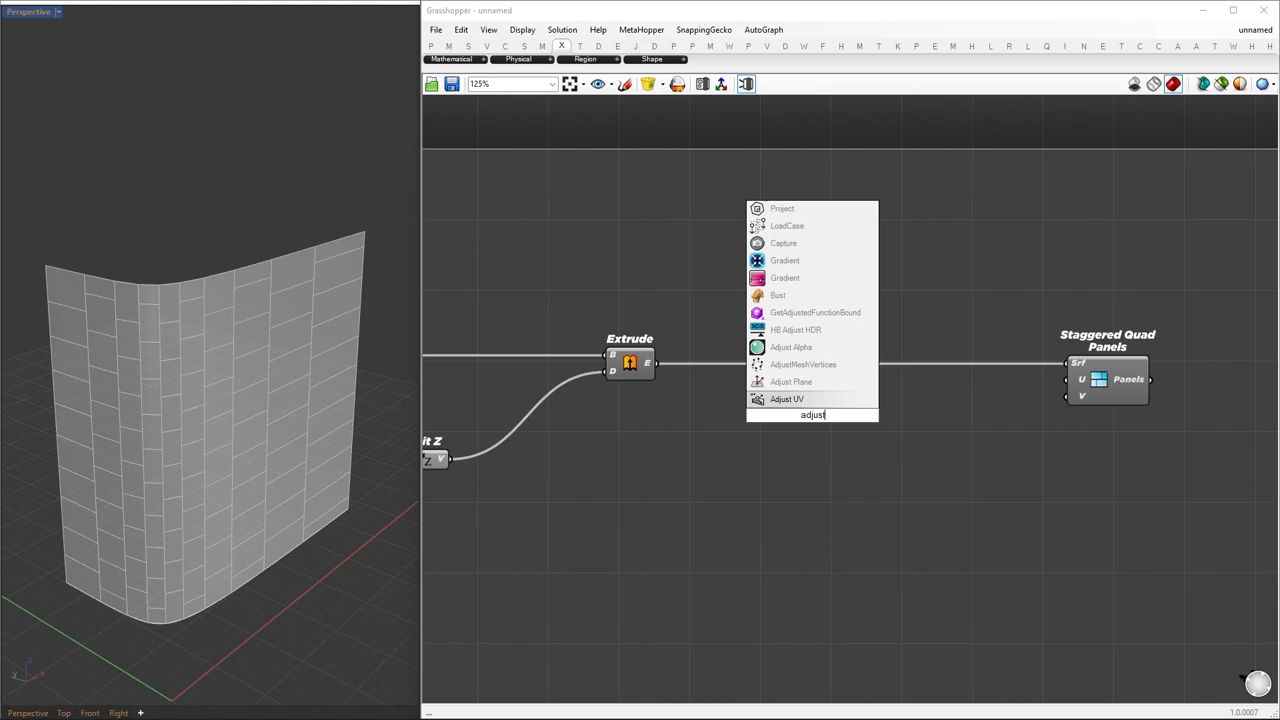 Perspective
Grasshopper - unnamed
File Edit View Display Solution Help MetaHopper SnappingGecko AutoGraph unnamed
P M S V C S M X D E J E L K F P M W P V A D W F H M T R L B S D E C C S H I H
Mathematical Physical Region Shape
125%
Project
LoadCase
Capture
Gradient
Gradient
Bust
GetAdjustedFunctionBound
HB Adjust HDR
Adjust Alpha
AdjustMeshVertices
Adjust Plane
Adjust UV
adjust
Extrude
B
D
E
it Z
Z
V
Staggered Quad
Panels
Srf
U
V
Panels
z
y
x
Perspective Top Front Right
...
1.0.0007